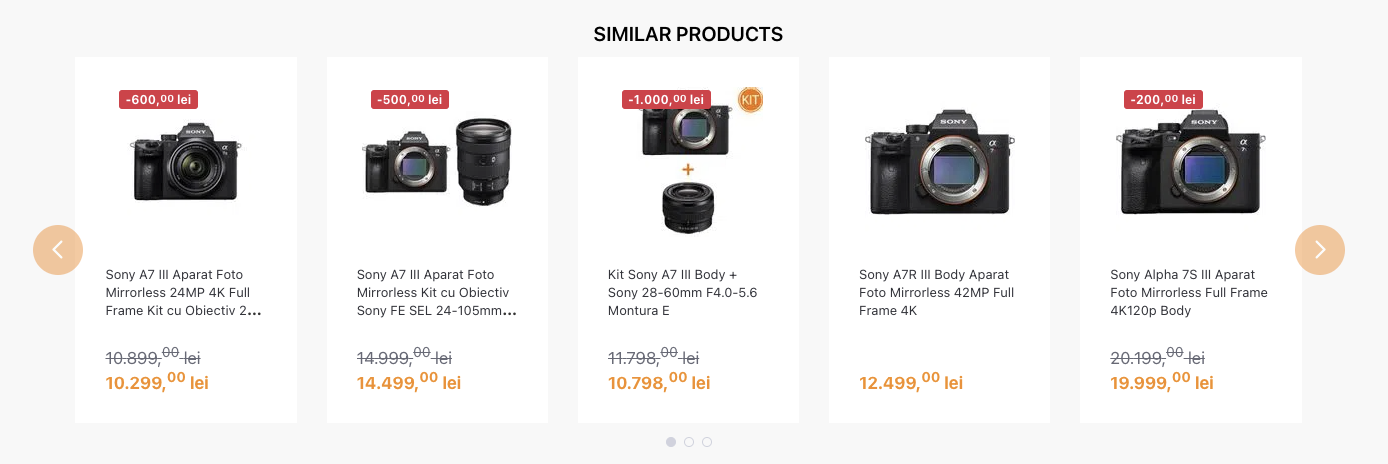 SIMILAR PRODUCTS
-600,00 lei
SONY
Sony A7 III Aparat Foto
Mirrorless 24MP 4K Full
Frame Kit cu Obiectiv 2...
10.899,00 lei
10.299,00 lei
-500,00 lei
SONY
Sony A7 III Aparat Foto
Mirrorless Kit cu Obiectiv
Sony FE SEL 24-105mm...
14.999,00 lei
14.499,00 lei
-1.000,00 lei
KIT
+
Kit Sony A7 III Body +
Sony 28-60mm F4.0-5.6
Montura E
11.798,00 lei
10.798,00 lei
SONY
Sony A7R III Body Aparat
Foto Mirrorless 42MP Full
Frame 4K
12.499,00 lei
-200,00 lei
SONY
Sony Alpha 7S III Aparat
Foto Mirrorless Full Frame
4K120p Body
20.199,00 lei
19.999,00 lei